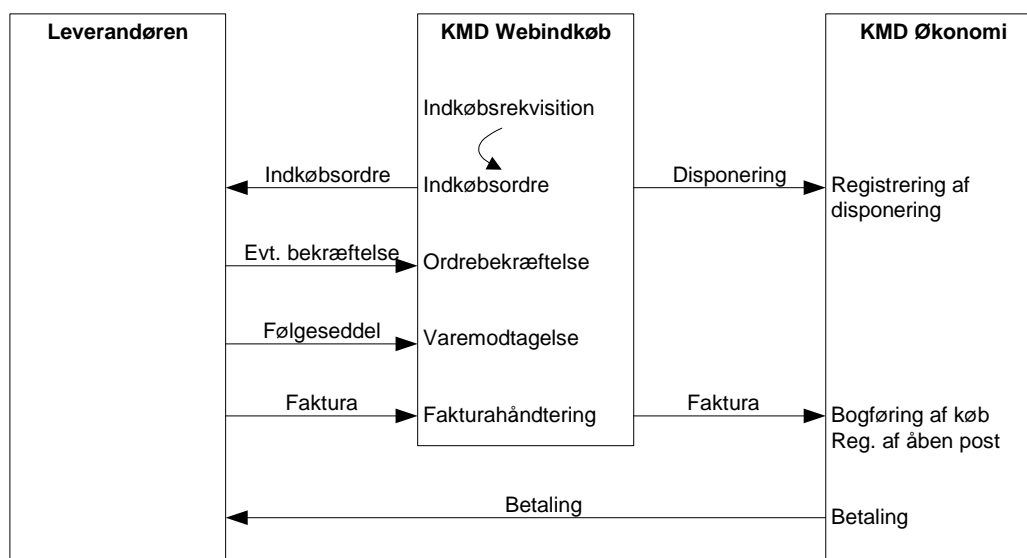 Leverandøren
KMD Webindkøb
KMD Økonomi
Indkøbsrekvisition
Indkøbsordre
Indkøbsordre
Disponering
Registrering af
disponering
Evt. bekræftelse
Ordrebekræftelse
Følgeseddel
Varemodtagelse
Faktura
Fakturahåndtering
Faktura
Bogføring af køb
Reg. af åben post
Betaling
Betaling